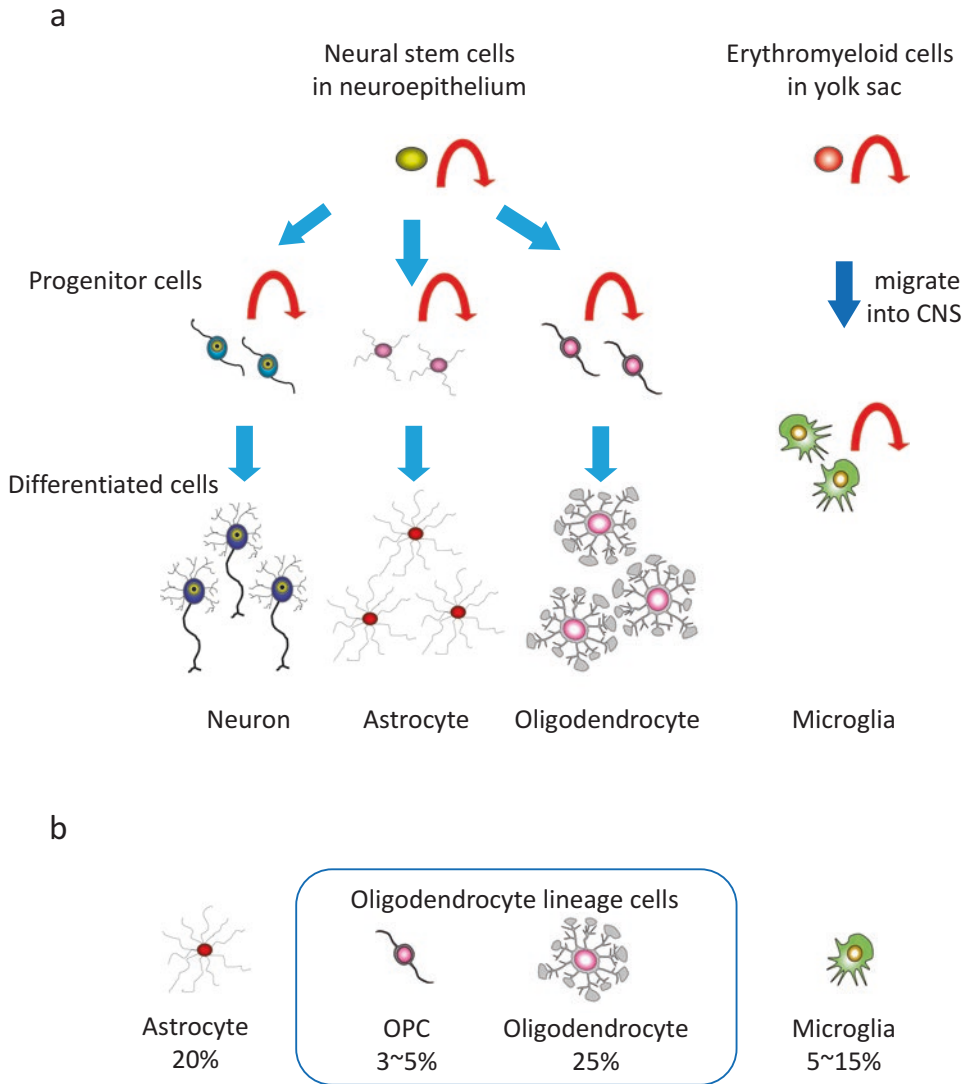 a
Neural stem cells
in neuroepithelium
Erythromyeloid cells
in yolk sac
Progenitor cells
migrate
into CNS
Differentiated cells
Neuron
Astrocyte
Oligodendrocyte
Microglia
b
Oligodendrocyte lineage cells
Astrocyte
20%
OPC
3~5%
Oligodendrocyte
25%
Microglia
5~15%